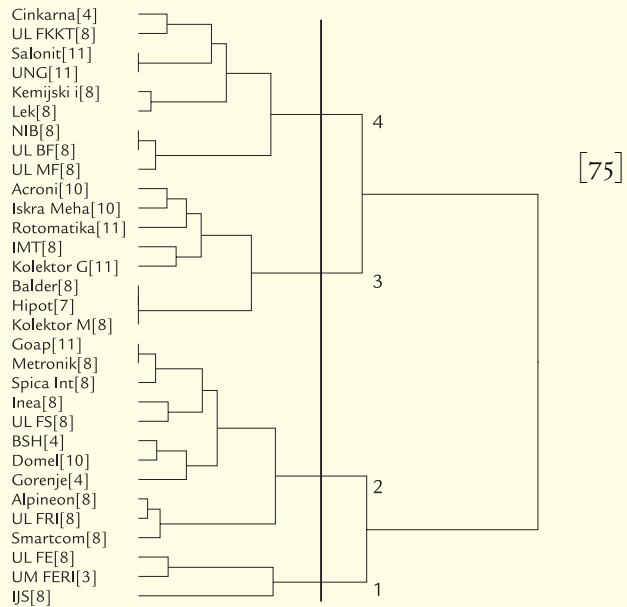 Cinkarna[4]
UL FKKT[8]
Salonit[11]
UNG[11]
Kemijski i[8]
Lek[8]
NIB[8]
4
UL BF[8]
UL MF[8]
[75]
Acroni[10]
Iskra Meha[10]
Rotomatika[11]
IMT[8]
Kolektor G[11]
Balder[8]
3
Hipot[7]
Kolektor M[8]
Goap[11]
Metronik[8]
Spica Int[8]
Inea[8]
UL FS[8]
BSH[4]
Domel[10]
Gorenje[4]
2
Alpineon[8]
UL FRI[8]
Smartcom[8]
UL FE[8]
UM FERI[3]
1
IJS[8]